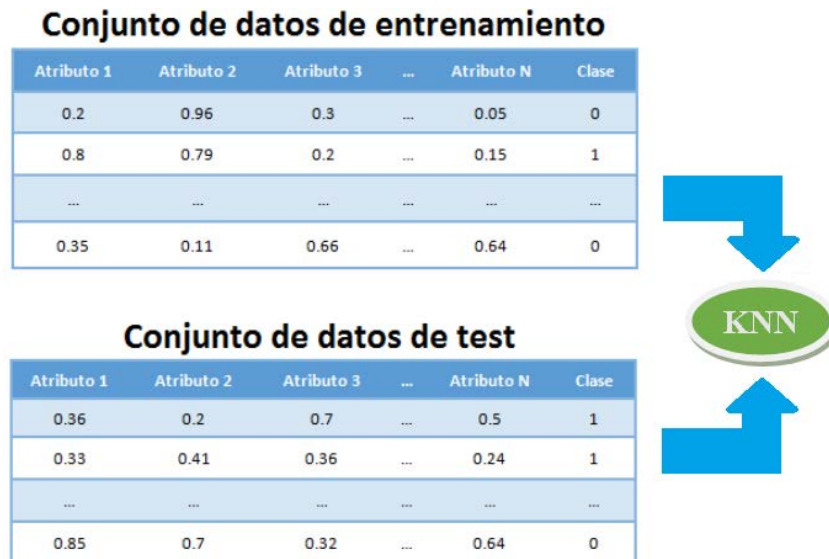 Conjunto de datos de entrenamiento
Atributo 1 Atributo 2 Atributo 3 ... Atributo N Clase
0.2 0.96 0.3 ... 0.05 0
0.8 0.79 0.2 ... 0.15 1
... ... ... ... ... ...
0.35 0.11 0.66 ... 0.64 0
KNN
Conjunto de datos de test
Atributo 1 Atributo 2 Atributo 3 ... Atributo N Clase
0.36 0.2 0.7 ... 0.5 1
0.33 0.41 0.36 ... 0.24 1
... ... ... ... ... ...
0.85 0.7 0.32 ... 0.64 0